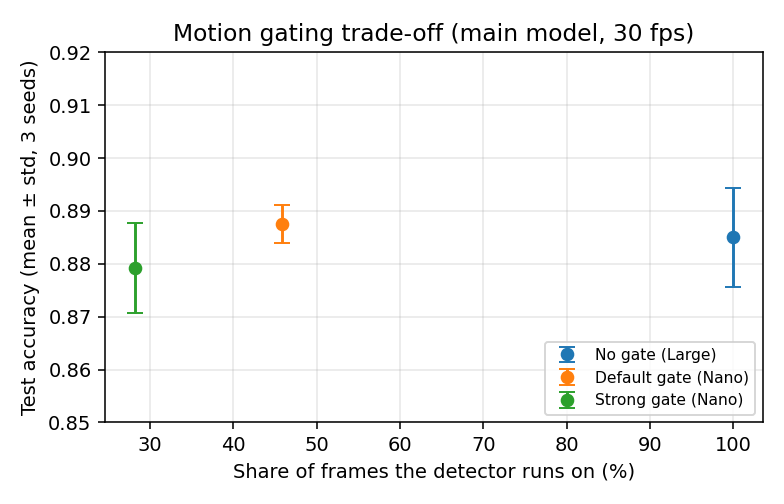 Motion gating trade-off (main model, 30 fps)
Test accuracy (mean ± std, 3 seeds)
0.92
0.91
0.90
0.89
0.88
0.87
0.86
0.85
No gate (Large)
Default gate (Nano)
Strong gate (Nano)
30 40 50 60 70 80 90 100
Share of frames the detector runs on (%)